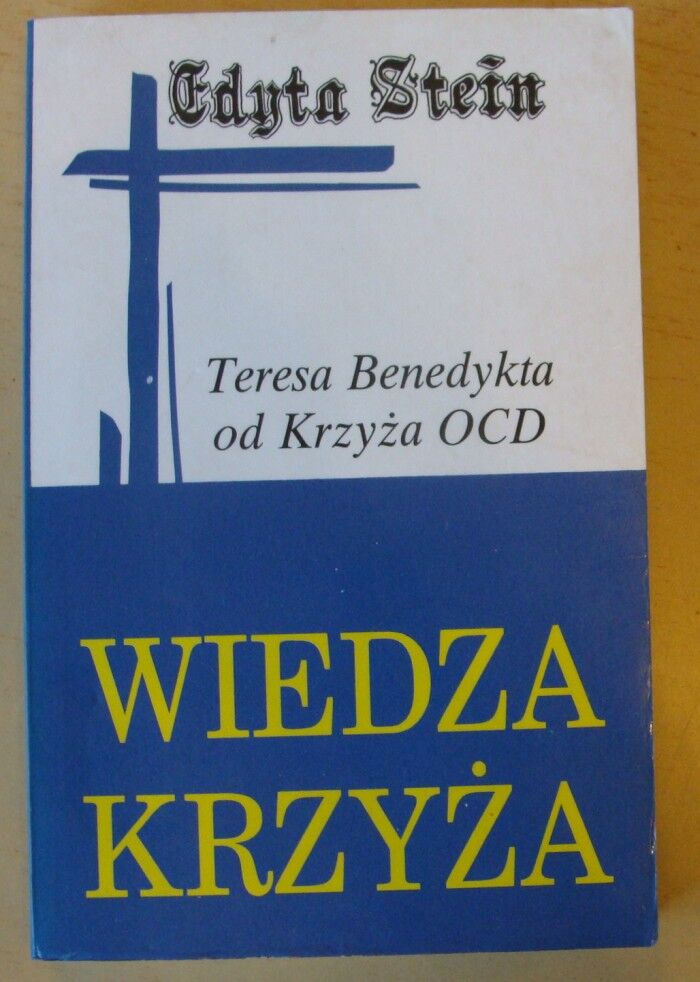 Edyta Stein
Teresa Benedykta
od Krzyża OCD
WIEDZA
KRZYŻA